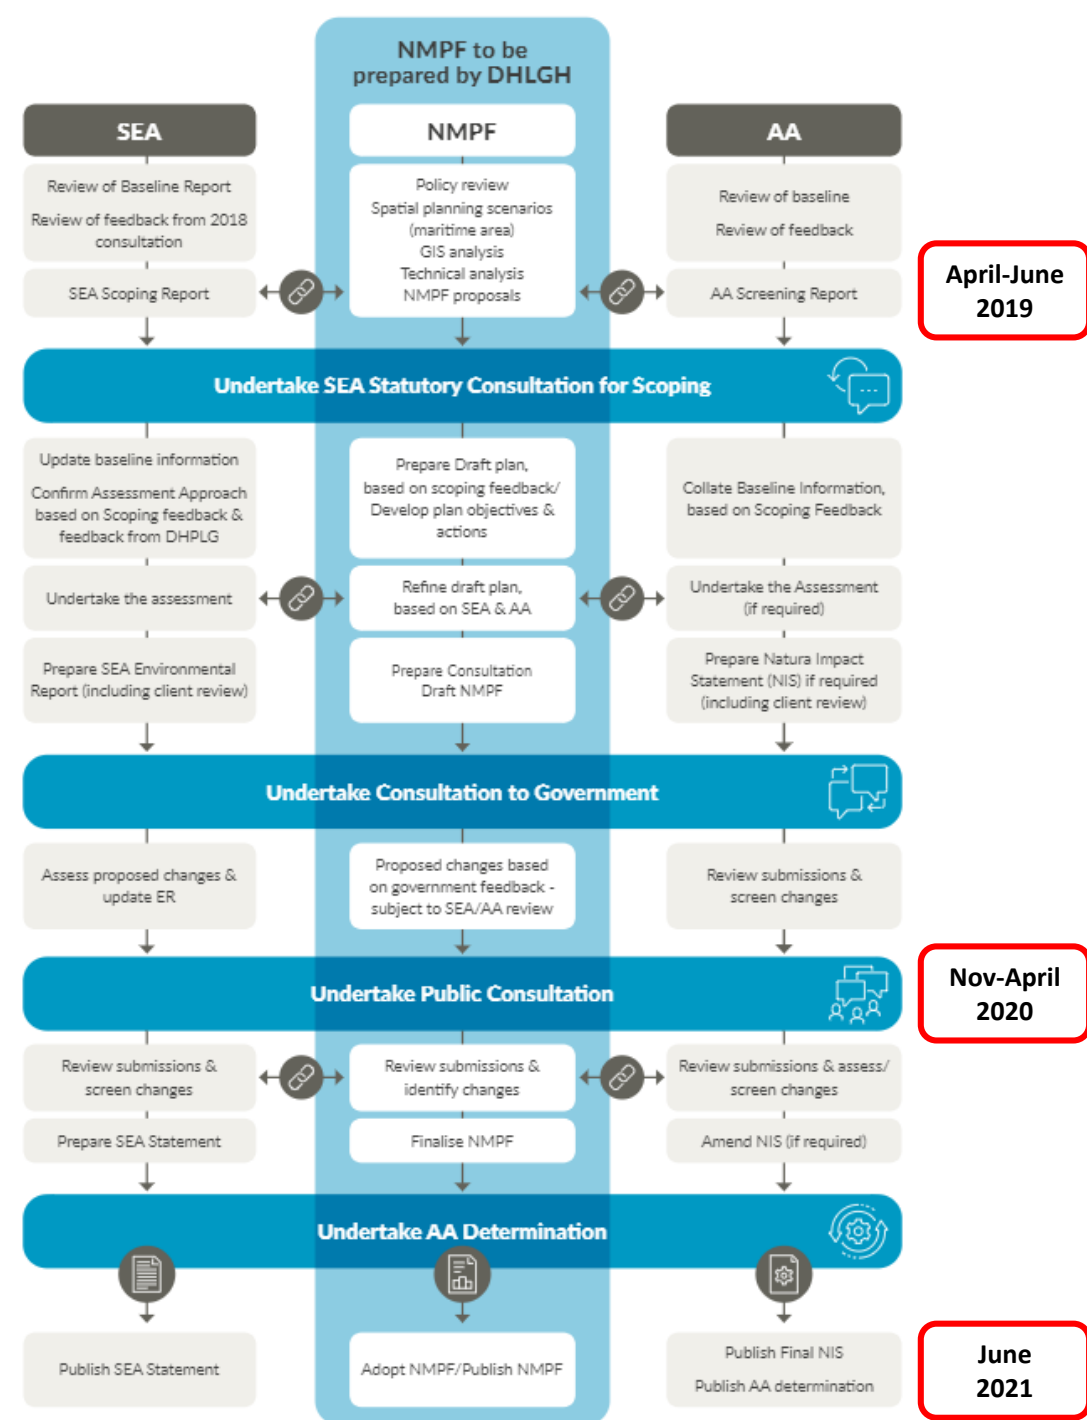 NMPF to be
prepared by DHLGH
SEA
NMPF
AA
Review of Baseline Report
Review of feedback from 2018
consultation
Policy review
Spatial planning scenarios
(maritime area)
GIS analysis
Technical analysis
NMPF proposals
Review of baseline
Review of feedback
SEA Scoping Report
AA Screening Report
April-June
2019
Undertake SEA Statutory Consultation for Scoping
Update baseline information
Confirm Assessment Approach
based on Scoping feedback &
feedback from DHPLG
Prepare Draft plan,
based on scoping feedback/
Develop plan objectives &
actions
Collate Baseline Information,
based on Scoping Feedback
Undertake the assessment
Refine draft plan,
based on SEA & AA
Undertake the Assessment
(if required)
Prepare SEA Environmental
Report (including client review)
Prepare Consultation
Draft NMPF
Prepare Natura Impact
Statement (NIS) if required
(including client review)
Undertake Consultation to Government
Assess proposed changes &
update ER
Proposed changes based
on government feedback -
subject to SEA/AA review
Review submissions &
screen changes
Undertake Public Consultation
Nov-April
2020
Review submissions &
screen changes
Review submissions &
identify changes
Review submissions & assess/
screen changes
Prepare SEA Statement
Finalise NMPF
Amend NIS (if required)
Undertake AA Determination
Publish SEA Statement
Adopt NMPF/Publish NMPF
Publish Final NIS
Publish AA determination
June
2021